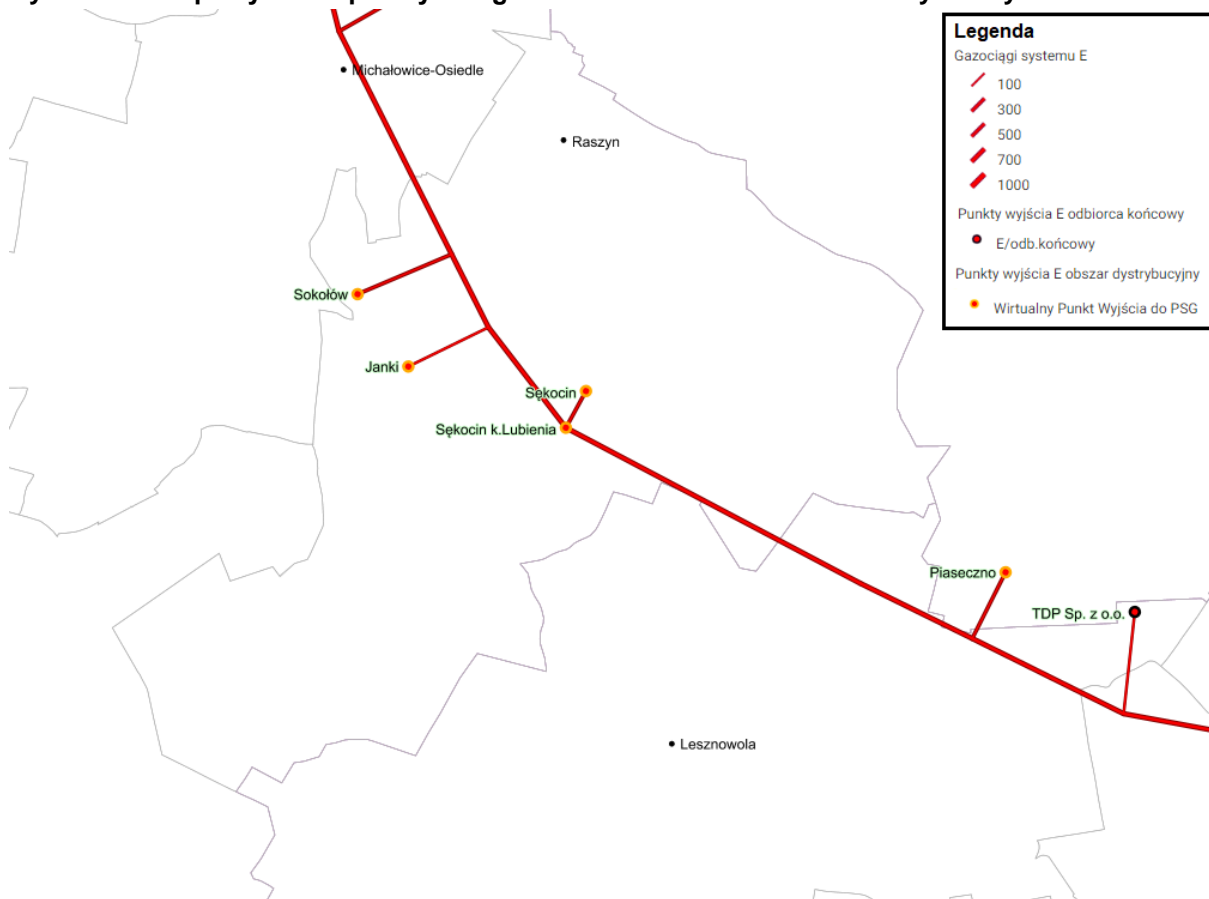 Michałowice-Osiedle
Raszyn
Sokołów
Janki
Sękocin
Sękocin k.Lubienia
Piaseczno
TDP Sp. z o.o.
Lesznowola
Legenda
Gazociągi systemu E
100
300
500
700
1000
Punkty wyjścia E odbiorca końcowy
E/odb.końcowy
Punkty wyjścia E obszar dystrybucyjny
Wirtualny Punkt Wyjścia do PSG